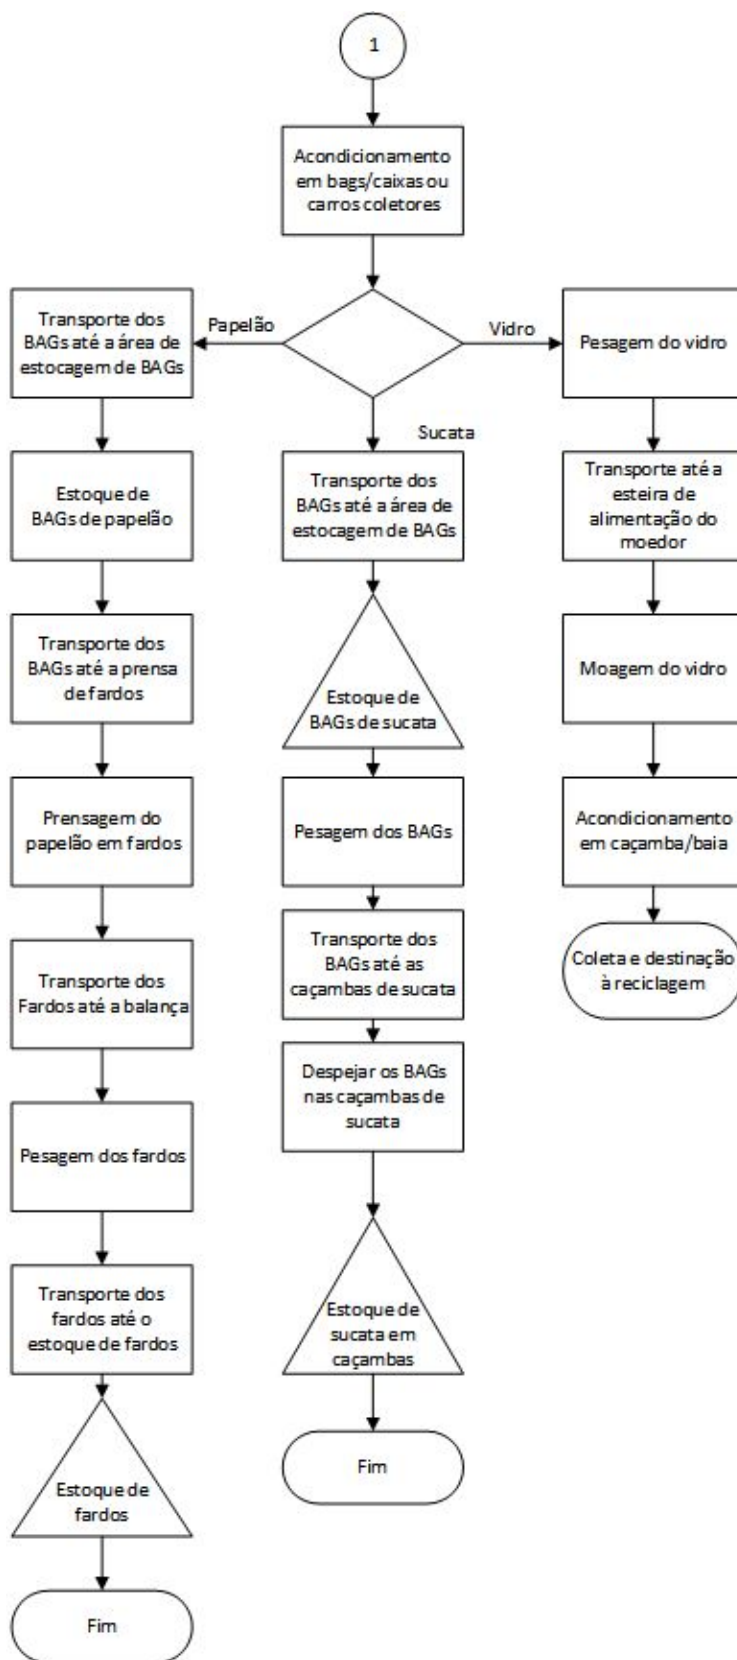 1
Acondicionamento
em bags/caixas ou
carros coletores
Papelão
Vidro
Sucata
Transporte dos
BAGs até a área de
estocagem de BAGs
Estoque de
BAGs de papelão
Transporte dos
BAGs até a prensa
de fardos
Prensagem do
papelão em fardos
Transporte dos
Fardos até a balança
Pesagem dos fardos
Transporte dos
fardos até o
estoque de fardos
Estoque de
fardos
Fim
Transporte dos
BAGs até a área de
estocagem de BAGs
Estoque de
BAGs de sucata
Pesagem dos BAGs
Transporte dos
BAGs até as
caçambas de sucata
Despejar os BAGs
nas caçambas de
sucata
Estoque de
sucata em
caçambas
Fim
Pesagem do vidro
Transporte até a
esteira de
alimentação do
moedor
Moagem do vidro
Acondicionamento
em caçamba/baia
Coleta e destinação
à reciclagem